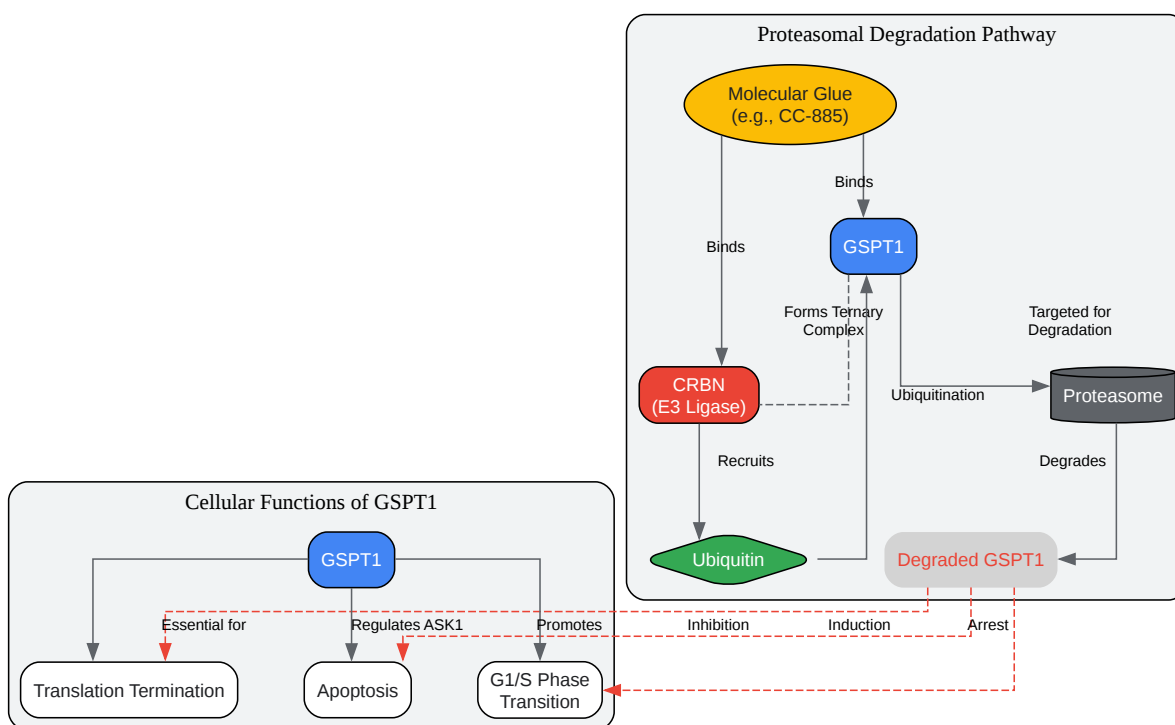 Proteasomal Degradation Pathway
Molecular Glue
(e.g., CC-885)
Binds
GSPT1
Binds
Forms Ternary
Complex
Targeted for
Degradation
CRBN
(E3 Ligase)
Ubiquitination
Proteasome
Recruits
Degrades
Ubiquitin
Degraded GSPT1
Cellular Functions of GSPT1
GSPT1
Essential for
Regulates ASK1
Promotes
Inhibition
Induction
Arrest
Translation Termination
Apoptosis
G1/S Phase
Transition